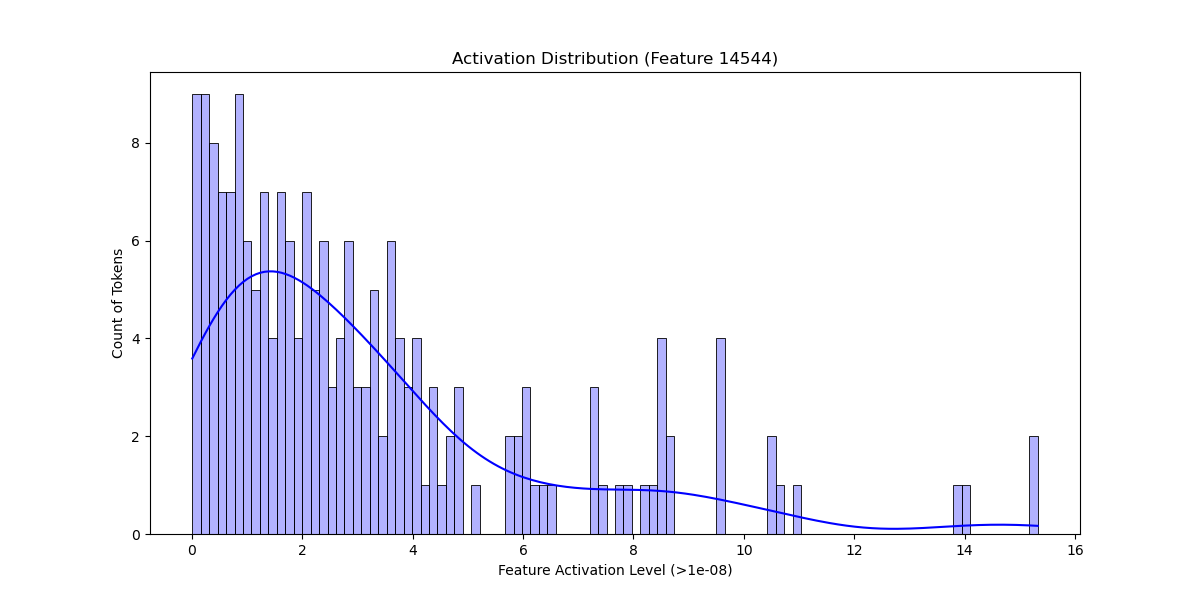 Activation Distribution (Feature 14544)
Count of Tokens
8
6
4
2
0
0 2 4 6 8 10 12 14 16
Feature Activation Level (>1e-08)